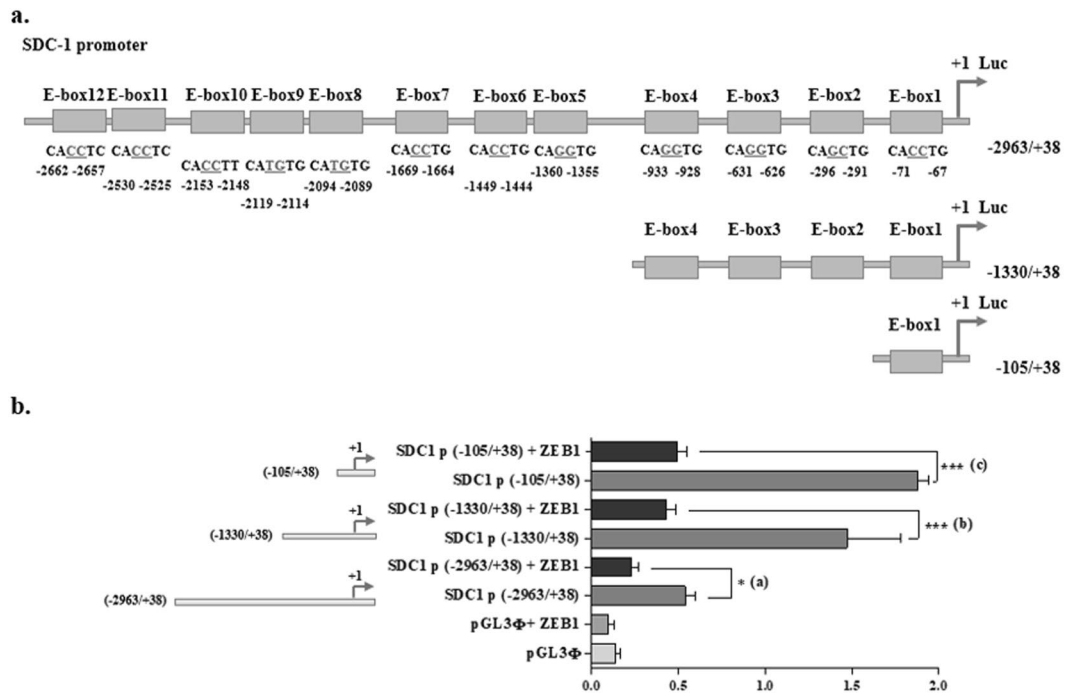 a.
SDC-1 promoter
+1 Luc
E-box12 E-box11 E-box10 E-box9 E-box8 E-box7 E-box6 E-box5 E-box4 E-box3 E-box2 E-box1
CACCTC CACCTC CACCTT CATGTG CATGTG CACCTG CACCTG CAGGTG CAGGTG CAGGTG CAGCTG CACCTG
-2963/+38
-2662 -2657 -2530 -2525 -2153 -2148 -2119 -2114 -2094 -2089 -1669 -1664 -1449 -1444 -1360 -1355 -933 -928 -631 -626 -296 -291 -71 -67
+1 Luc
E-box4 E-box3 E-box2 E-box1
-1330/+38
+1 Luc
E-box1
-105/+38
b.
+1
(-105/+38)
SDC1 p (-105/+38) + ZEB1
SDC1 p (-105/+38)
*** (c)
+1
(-1330/+38)
SDC1 p (-1330/+38) + ZEB1
SDC1 p (-1330/+38)
*** (b)
+1
(-2963/+38)
SDC1 p (-2963/+38) + ZEB1
SDC1 p (-2963/+38)
* (a)
pGL3Φ+ ZEB1
pGL3Φ
0.0 0.5 1.0 1.5 2.0